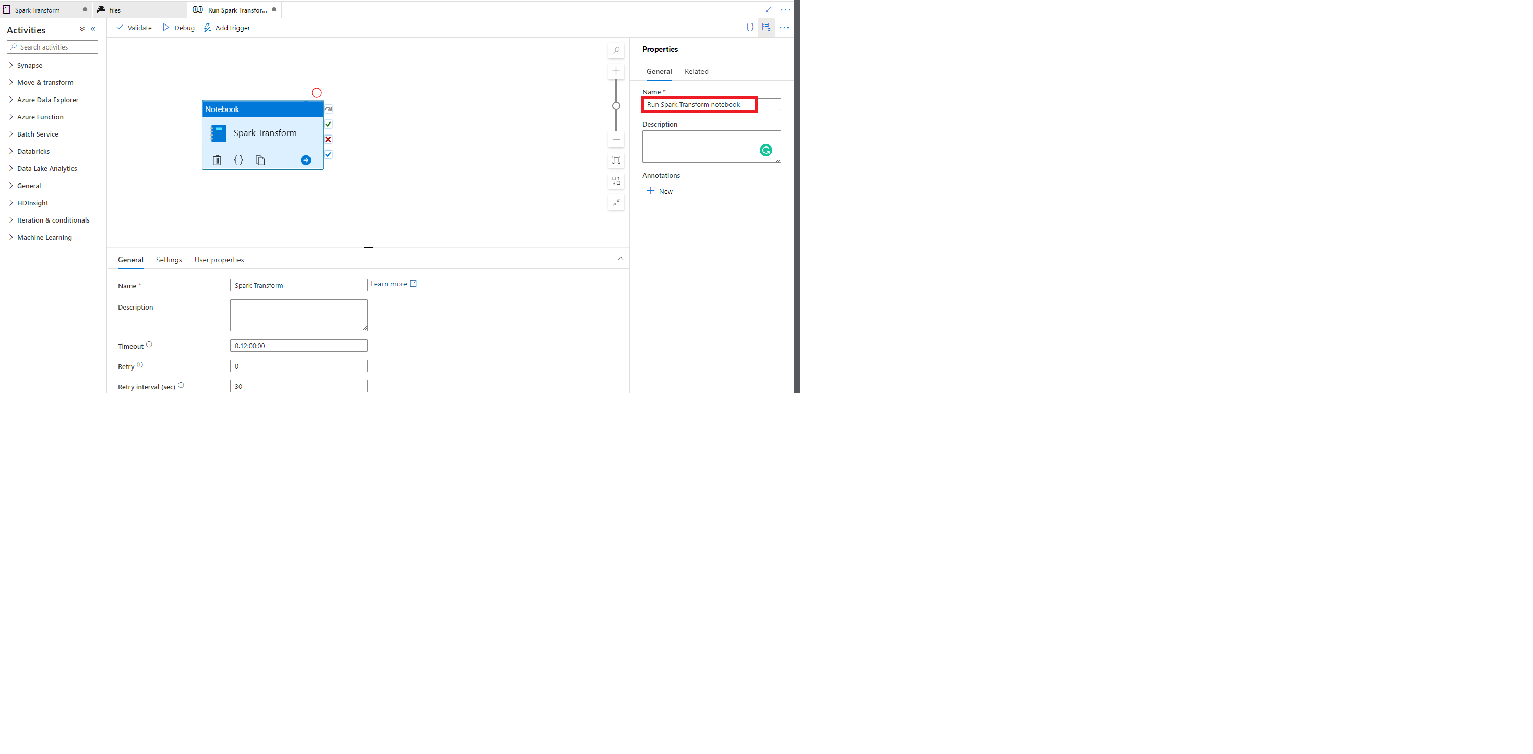 Spark Transform
files
Run Spark Transfor...
Activities
Search activities
Synapse
Move & transform
Azure Data Explorer
Azure Function
Batch Service
Databricks
Data Lake Analytics
General
HDInsight
Iteration & conditionals
Machine Learning
Validate
Debug
Add trigger
Notebook
Spark Transform
General
Settings
User properties
Name *
Spark Transform
Learn more
Description
Timeout
0.12:00:00
Retry
0
Retry interval (sec)
30
Properties
General
Related
Name *
Run Spark Transform notebook
Description
Annotations
New